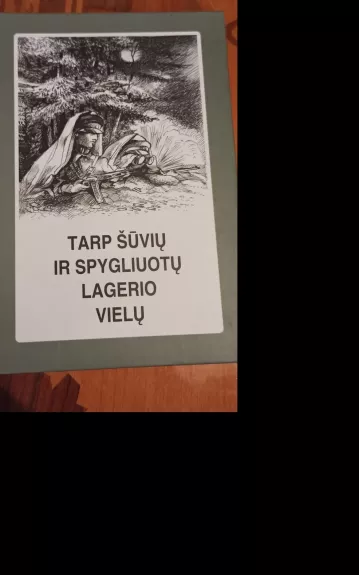 TARP ŠŪVIŲ
IR SPYGLIUOTŲ
LAGERIO
VIELŲ